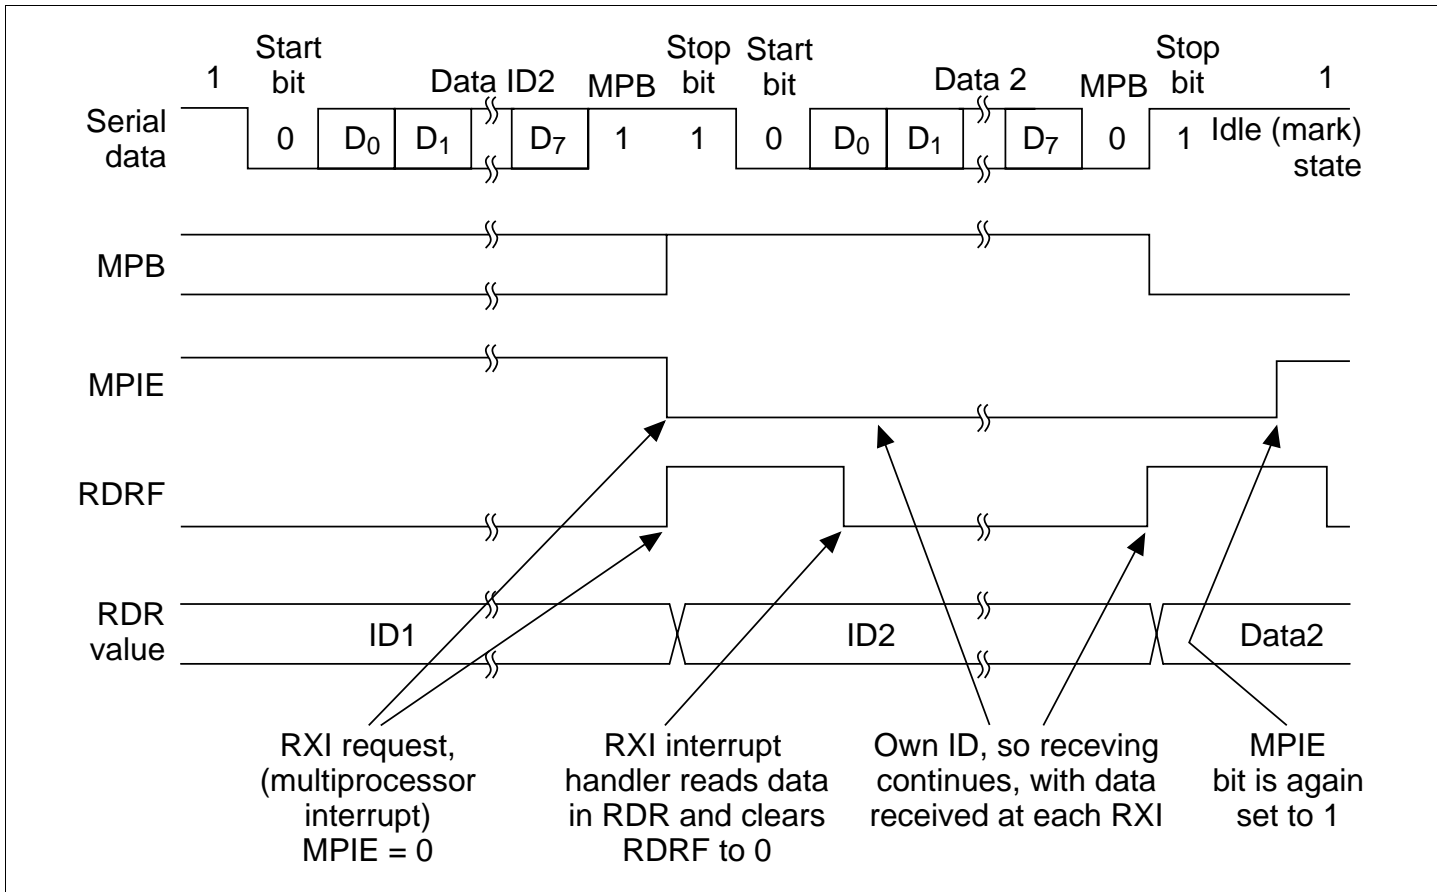 1 Start bit Data ID2 MPB Stop bit Start bit Data 2 MPB Stop bit 1
Serial data 0 D0 D1 D7 1 1 0 D0 D1 D7 0 1 Idle (mark) state
MPB
MPIE
RDRF
RDR value ID1 ID2 Data2
RXI request,
(multiprocessor
interrupt)
MPIE = 0
RXI interrupt
handler reads data
in RDR and clears
RDRF to 0
Own ID, so receving
continues, with data
received at each RXI
MPIE
bit is again
set to 1